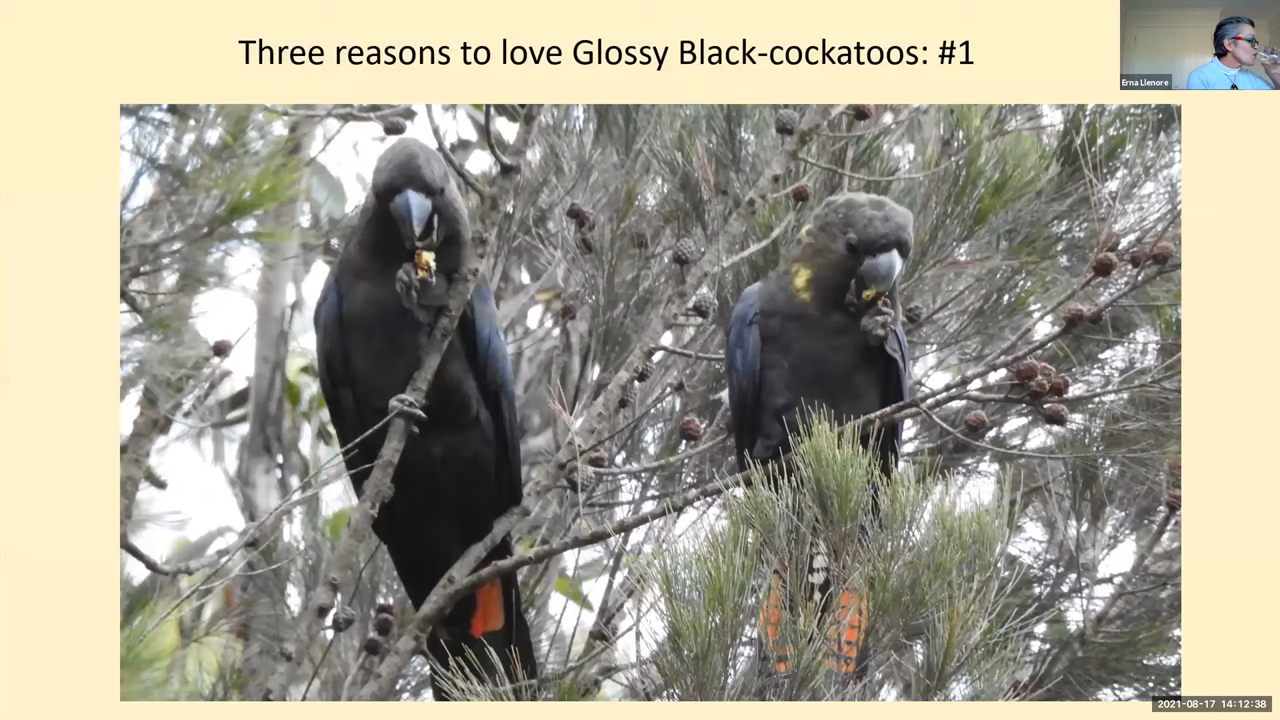 Three reasons to love Glossy Black-cockatoos: #1
Erna Llenore
2021-08-17 14:12:38